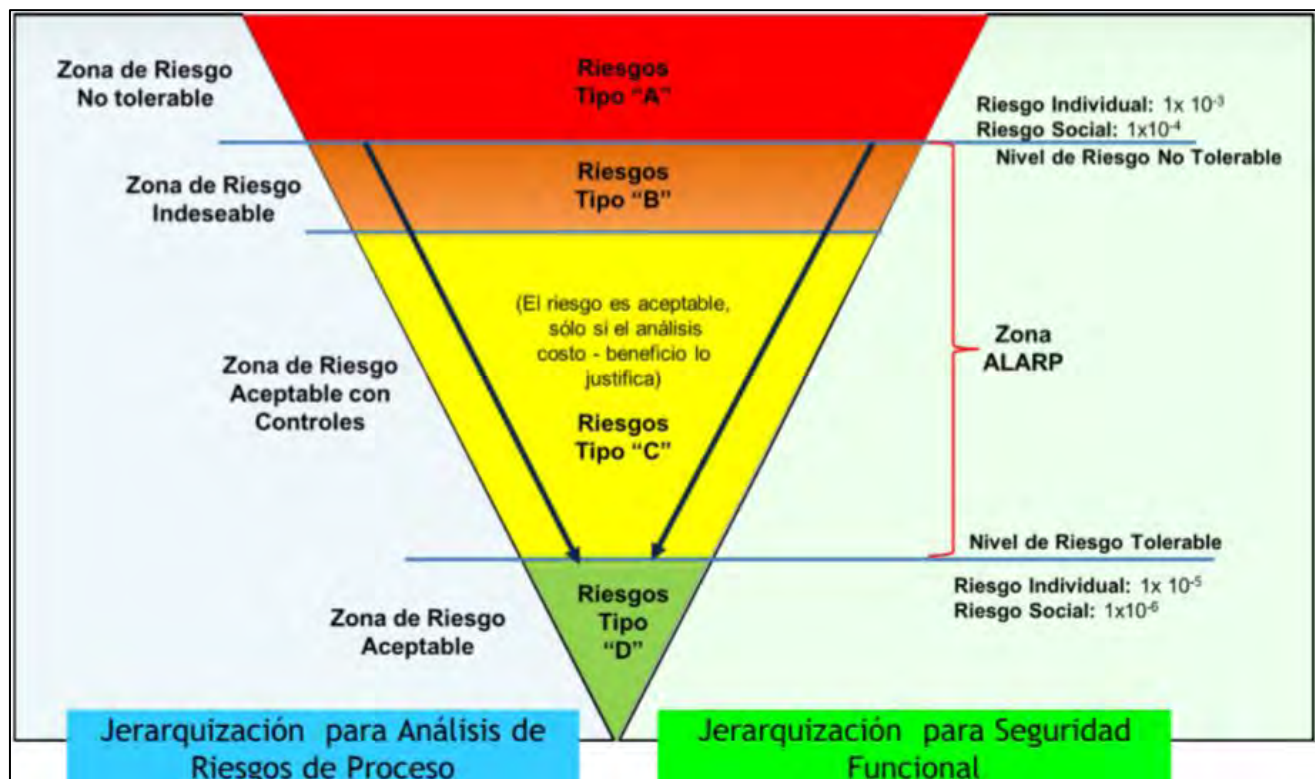 Zona de Riesgo
No tolerable
Riesgos
Tipo “A”
Riesgo Individual: 1x 10⁻³
Riesgo Social: 1x10⁻⁴
Nivel de Riesgo No Tolerable
Zona de Riesgo
Indeseable
Riesgos
Tipo “B”
(El riesgo es aceptable,
sólo si el análisis
costo - beneficio lo
justifica)
Riesgos
Tipo “C”
Zona de Riesgo
Aceptable con
Controles
Zona
ALARP
Nivel de Riesgo Tolerable
Riesgo Individual: 1x 10⁻⁵
Riesgo Social: 1x10⁻⁶
Zona de Riesgo
Aceptable
Riesgos
Tipo
“D”
Jerarquización para Análisis de
Riesgos de Proceso
Jerarquización para Seguridad
Funcional